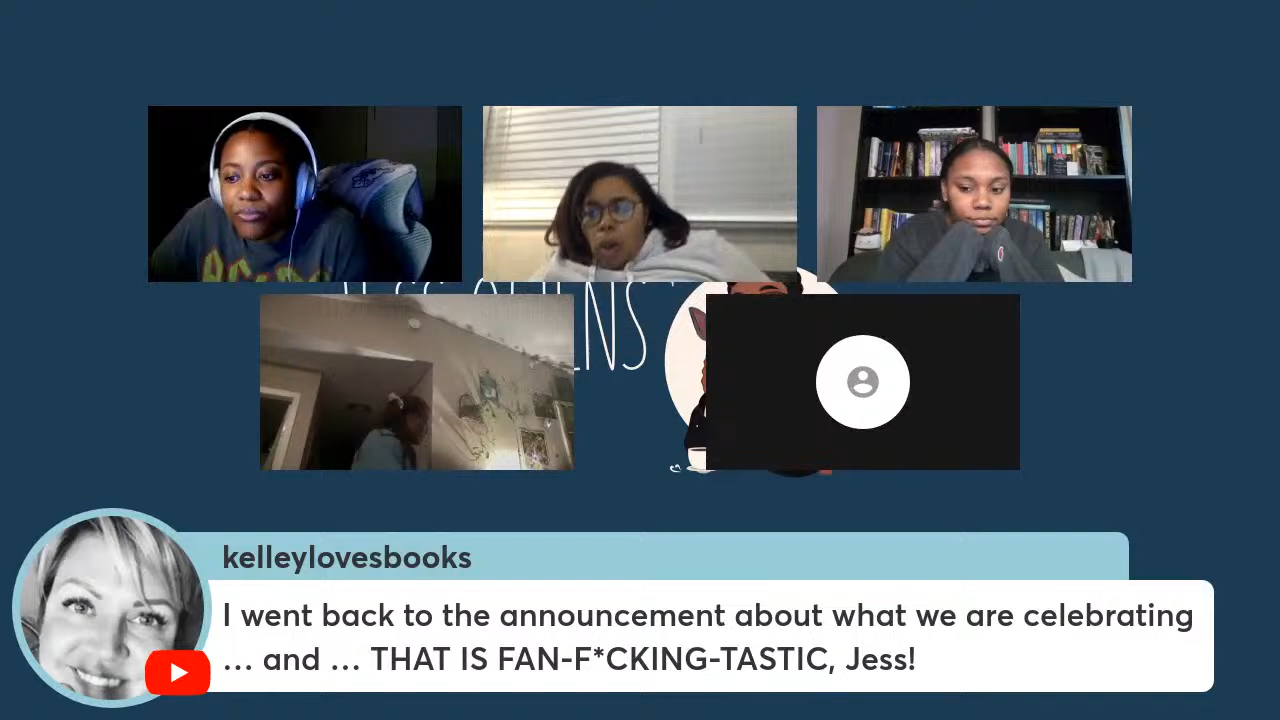 kelleylovesbooks
I went back to the announcement about what we are celebrating
... and ... THAT IS FAN-F*CKING-TASTIC, Jess!